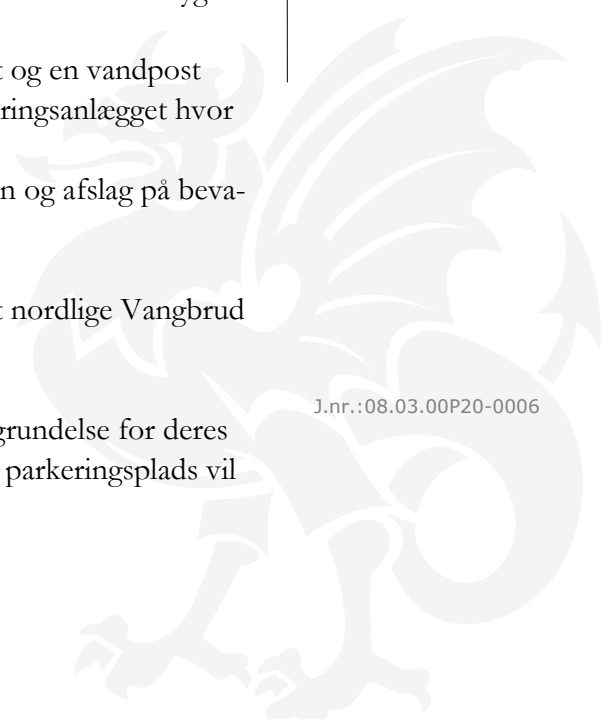 og en vandpost
ringsanlægget hvor
n og afslag på beva-
nordlige Vangbrud
grundelse for deres
parkeringsplads vil
J.nr.:08.03.00P20-0006